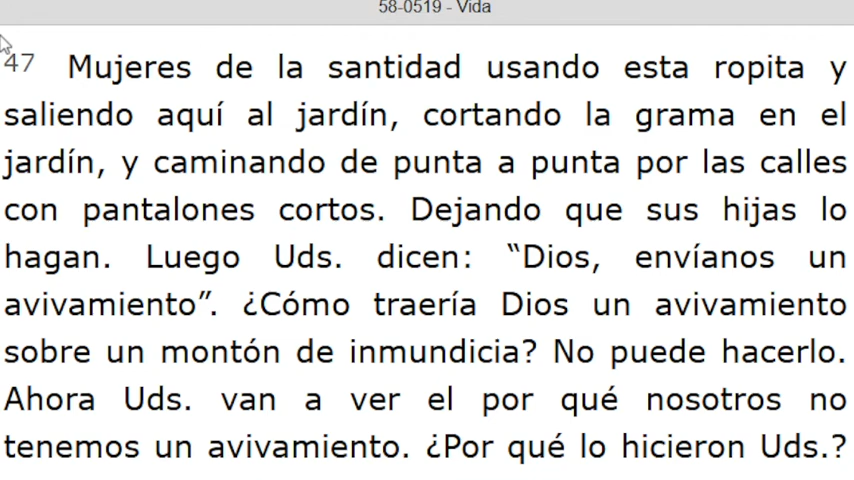 58-0519 - Vida
47 Mujeres de la santidad usando esta ropita y
saliendo aquí al jardín, cortando la grama en el
jardín, y caminando de punta a punta por las calles
con pantalones cortos. Dejando que sus hijas lo
hagan. Luego Uds. dicen: “Dios, envíanos un
avivamiento”. ¿Cómo traería Dios un avivamiento
sobre un montón de inmundicia? No puede hacerlo.
Ahora Uds. van a ver el por qué nosotros no
tenemos un avivamiento. ¿Por qué lo hicieron Uds.?